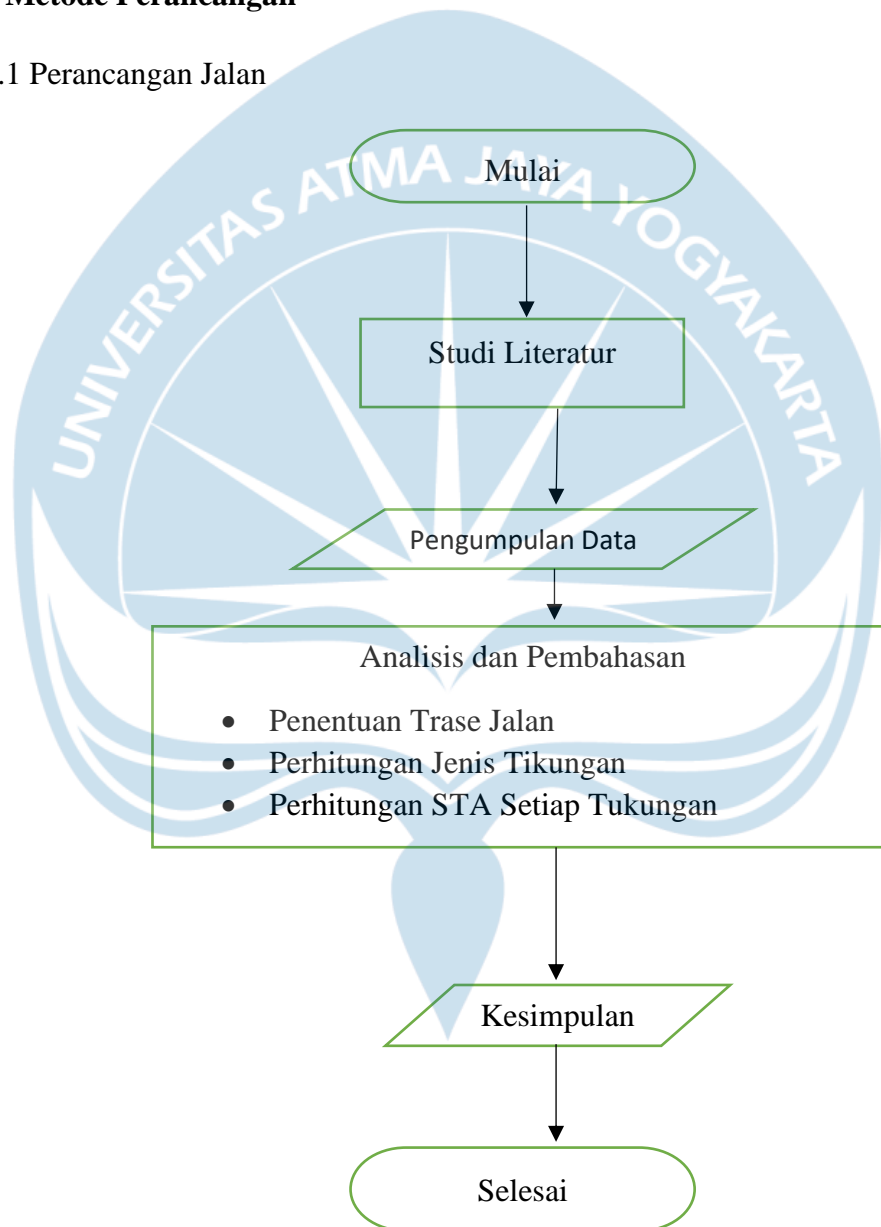 Metode Perancangan
.1 Perancangan Jalan
UNIVERSITAS ATMA JAYA YOGYAKARTA
Mulai
Studi Literatur
Pengumpulan Data
Analisis dan Pembahasan
• Penentuan Trase Jalan
• Perhitungan Jenis Tikungan
• Perhitungan STA Setiap Tukungan
Kesimpulan
Selesai